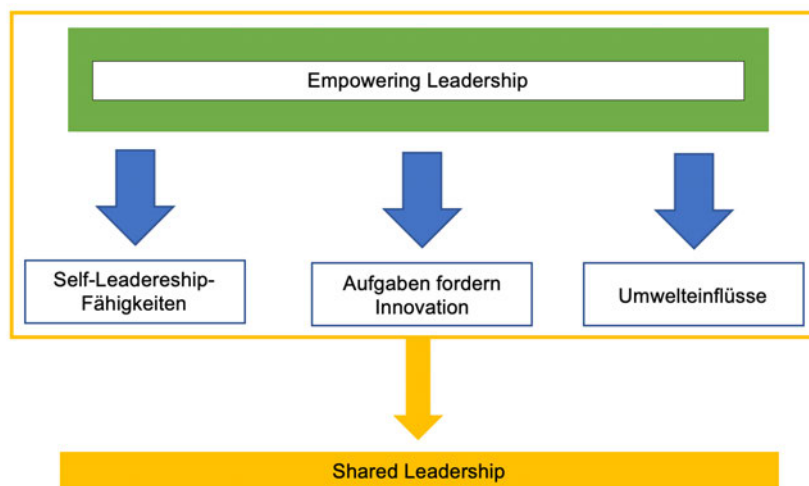 Empowering Leadership
Self-Leadereship-
Fähigkeiten
Aufgaben fordern
Innovation
Umwelteinflüsse
Shared Leadership